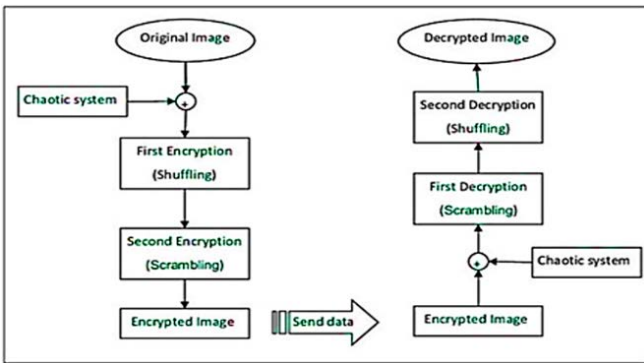 Original Image
Chaotic system
+
First Encryption
(Shuffling)
Second Encryption
(Scrambling)
Encrypted Image
Send data
Decrypted Image
Second Decryption
(Shuffling)
First Decryption
(Scrambling)
+
Chaotic system
Encrypted Image